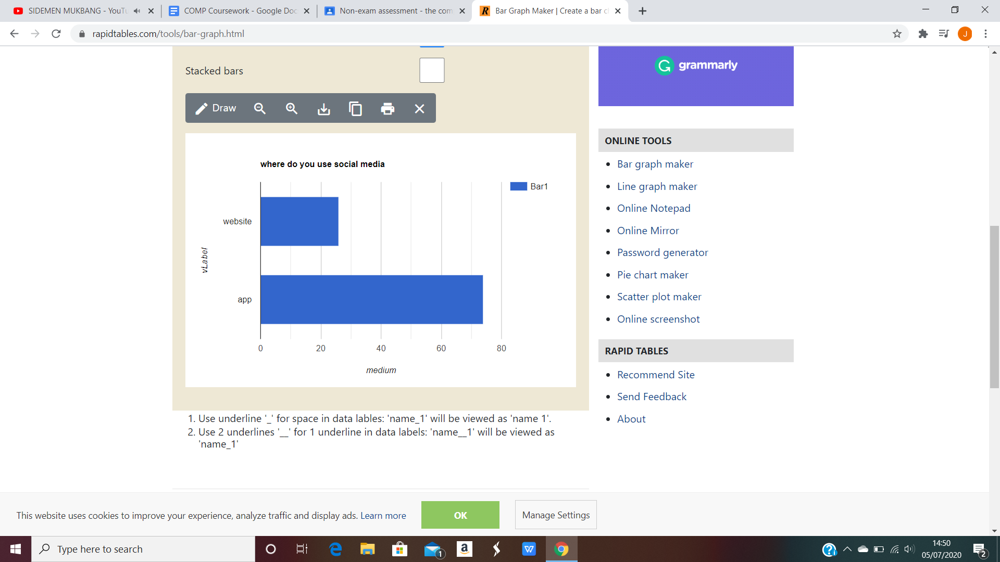 SIDEMEN MUKBANG - YouTu
COMP Coursework - Google Doc
Non-exam assessment - the com
Bar Graph Maker | Create a bar c
rapidtables.com/tools/bar-graph.html
J
Stacked bars
Draw
where do you use social media
Bar1
website
app
vLabel
0 20 40 60 80
medium
1. Use underline '_' for space in data lables: 'name_1' will be viewed as 'name 1'.
2. Use 2 underlines '__' for 1 underline in data labels: 'name__1' will be viewed as
'name_1'
grammarly
ONLINE TOOLS
Bar graph maker
Line graph maker
Online Notepad
Online Mirror
Password generator
Pie chart maker
Scatter plot maker
Online screenshot
RAPID TABLES
Recommend Site
Send Feedback
About
This website uses cookies to improve your experience, analyze traffic and display ads. Learn more
OK
Manage Settings
Type here to search
1
14:50
05/07/2020
2